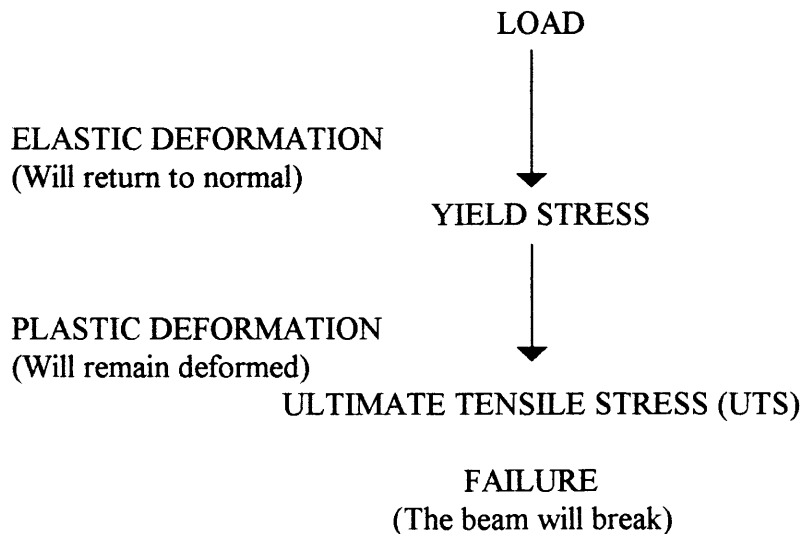 LOAD
ELASTIC DEFORMATION
(Will return to normal)
YIELD STRESS
PLASTIC DEFORMATION
(Will remain deformed)
ULTIMATE TENSILE STRESS (UTS)
FAILURE
(The beam will break)